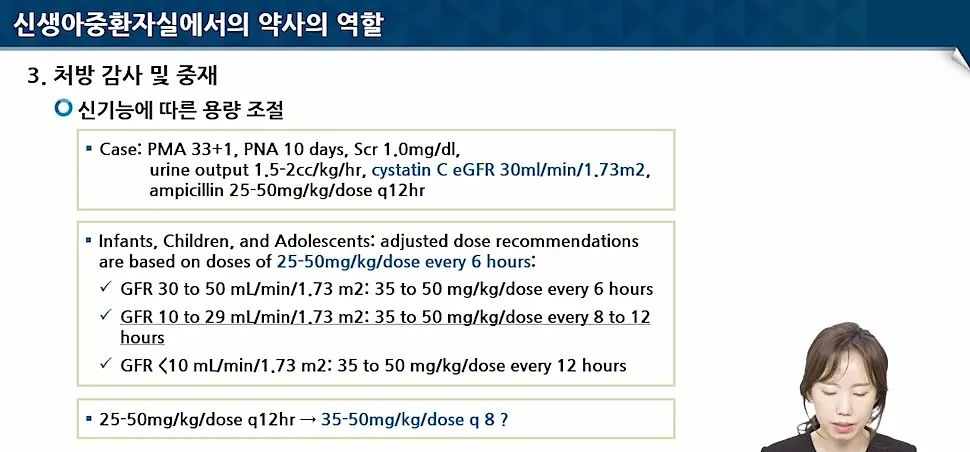 신생아중환자실에서의 약사의 역할
3. 처방 감사 및 중재
신기능에 따른 용량 조절
▪ Case: PMA 33+1, PNA 10 days, Scr 1.0mg/dl,
urine output 1.5-2cc/kg/hr, cystatin C eGFR 30ml/min/1.73m2,
ampicillin 25-50mg/kg/dose q12hr
▪ Infants, Children, and Adolescents: adjusted dose recommendations
are based on doses of 25-50mg/kg/dose every 6 hours:
✓ GFR 30 to 50 mL/min/1.73 m2: 35 to 50 mg/kg/dose every 6 hours
✓ GFR 10 to 29 mL/min/1.73 m2: 35 to 50 mg/kg/dose every 8 to 12
hours
✓ GFR <10 mL/min/1.73 m2: 35 to 50 mg/kg/dose every 12 hours
▪ 25-50mg/kg/dose q12hr → 35-50mg/kg/dose q 8 ?